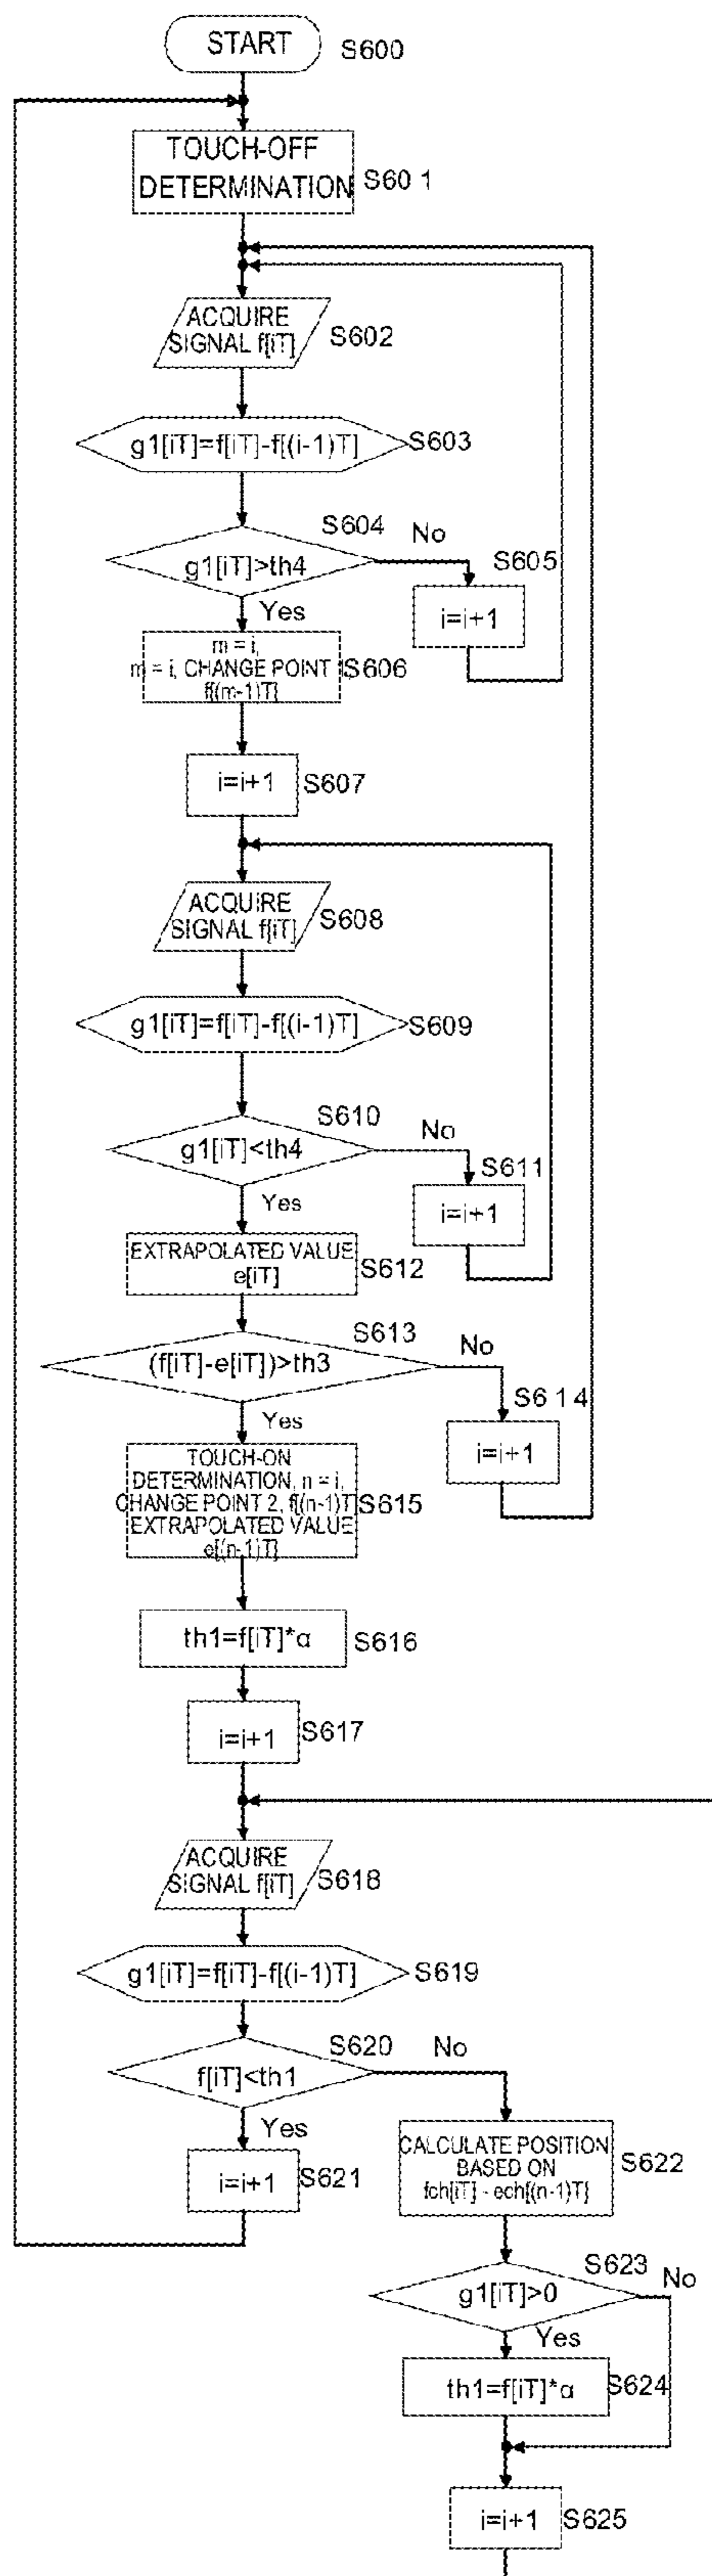 START
S600
TOUCH-OFF
DETERMINATION
S60 1
ACQUIRE
SIGNAL f[iT]
S602
g1[iT]=f[iT]-f[(i-1)T]
S603
S604
No
g1[iT]>th4
S605
Yes
i=i+1
m = i,
m = i, CHANGE POINT 1
f[(m-1)T]
S606
i=i+1
S607
ACQUIRE
SIGNAL f[iT]
S608
g1[iT]=f[iT]-f[(i-1)T]
S609
S610
No
g1[iT]<th4
S611
Yes
i=i+1
EXTRAPOLATED VALUE
e[iT]
S612
S613
No
(f[iT]-e[iT])>th3
S6 1 4
Yes
i=i+1
TOUCH-ON
DETERMINATION, n = i,
CHANGE POINT 2, f[(n-1)T]
EXTRAPOLATED VALUE
e[(n-1)T]
S615
th1=f[iT]*α
S616
i=i+1
S617
ACQUIRE
SIGNAL f[iT]
S618
g1[iT]=f[iT]-f[(i-1)T]
S619
S620
No
f[iT]<th1
Yes
i=i+1
S621
CALCULATE POSITION
BASED ON
fch[iT] - ech[(n-1)T]
S622
S623
No
g1[iT]>0
Yes
th1=f[iT]*α
S624
i=i+1
S625